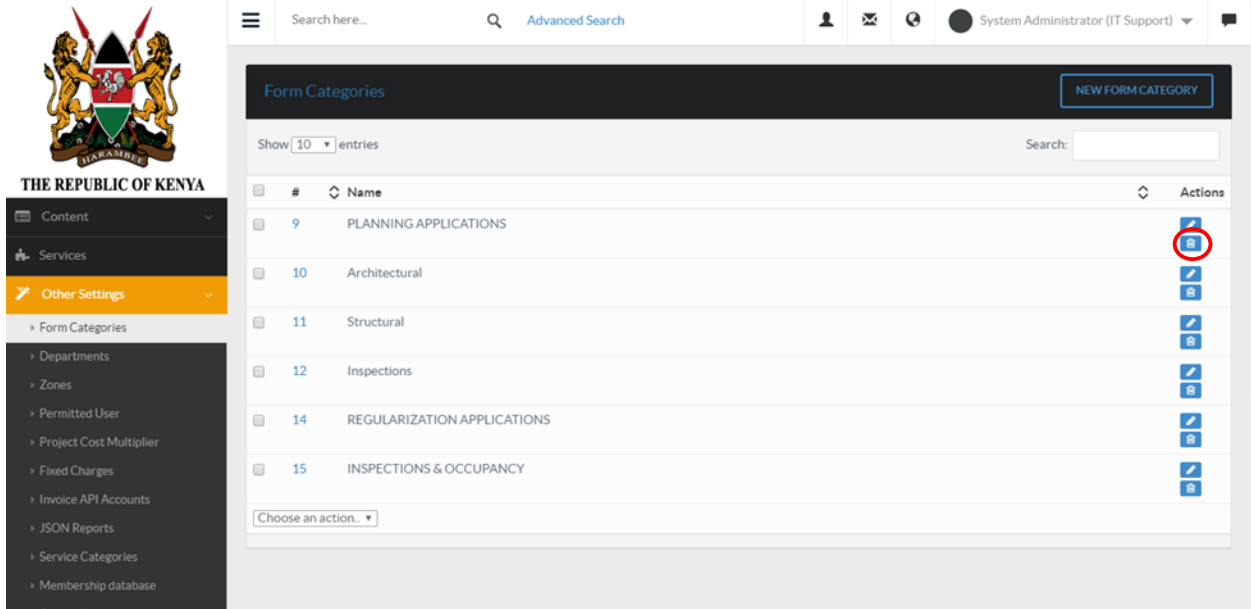 Search here...
Advanced Search
System Administrator (IT Support)
HARAMBEE
THE REPUBLIC OF KENYA
Content
Services
Other Settings
Form Categories
Departments
Zones
Permitted User
Project Cost Multiplier
Fixed Charges
Invoice API Accounts
JSON Reports
Service Categories
Membership database
Form Categories
NEW FORM CATEGORY
Show 10 entries
Search:
# Name Actions
9 PLANNING APPLICATIONS
10 Architectural
11 Structural
12 Inspections
14 REGULARIZATION APPLICATIONS
15 INSPECTIONS & OCCUPANCY
Choose an action..